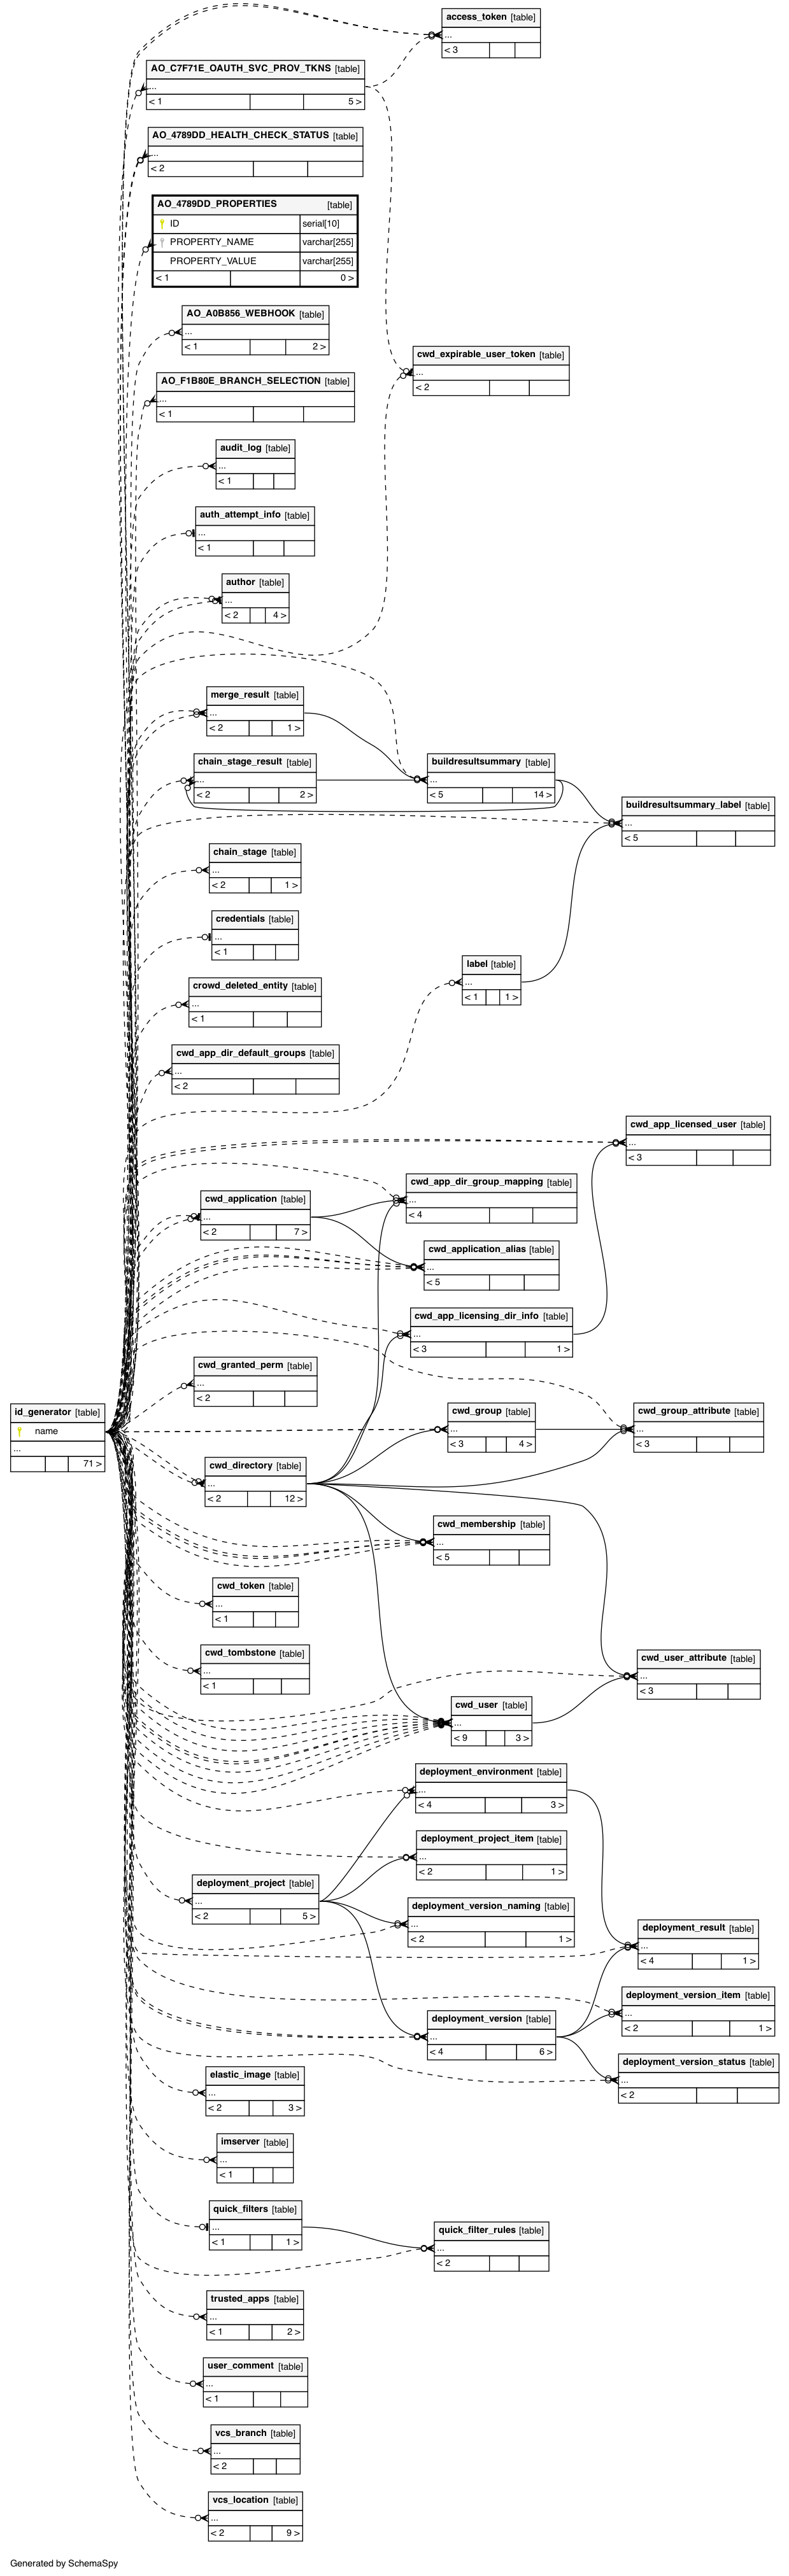 access_token [table]
...
< 3
AO_C7F71E_OAUTH_SVC_PROV_TKNS [table]
...
< 1 5 >
AO_4789DD_HEALTH_CHECK_STATUS [table]
...
< 2
AO_4789DD_PROPERTIES [table]
ID serial[10]
PROPERTY_NAME varchar[255]
PROPERTY_VALUE varchar[255]
< 1 0 >
AO_A0B856_WEBHOOK [table]
...
< 1 2 >
cwd_expirable_user_token [table]
...
< 2
AO_F1B80E_BRANCH_SELECTION [table]
...
< 1
audit_log [table]
...
< 1
auth_attempt_info [table]
...
< 1
author [table]
...
< 2 4 >
merge_result [table]
...
< 2 1 >
chain_stage_result [table]
...
< 2 2 >
buildresultsummary [table]
...
< 5 14 >
buildresultsummary_label [table]
...
< 5
chain_stage [table]
...
< 2 1 >
credentials [table]
...
< 1
label [table]
...
< 1 1 >
crowd_deleted_entity [table]
...
< 1
cwd_app_dir_default_groups [table]
...
< 2
cwd_app_licensed_user [table]
...
< 3
cwd_app_dir_group_mapping [table]
...
< 4
cwd_application [table]
...
< 2 7 >
cwd_application_alias [table]
...
< 5
cwd_app_licensing_dir_info [table]
...
< 3 1 >
cwd_granted_perm [table]
...
< 2
id_generator [table]
name
...
71 >
cwd_group [table]
...
< 3 4 >
cwd_group_attribute [table]
...
< 3
cwd_directory [table]
...
< 2 12 >
cwd_membership [table]
...
< 5
cwd_token [table]
...
< 1
cwd_tombstone [table]
...
< 1
cwd_user_attribute [table]
...
< 3
cwd_user [table]
...
< 9 3 >
deployment_environment [table]
...
< 4 3 >
deployment_project_item [table]
...
< 2 1 >
deployment_project [table]
...
< 2 5 >
deployment_version_naming [table]
...
< 2 1 >
deployment_result [table]
...
< 4 1 >
deployment_version_item [table]
...
< 2 1 >
deployment_version [table]
...
< 4 6 >
deployment_version_status [table]
...
< 2
elastic_image [table]
...
< 2 3 >
imserver [table]
...
< 1
quick_filters [table]
...
< 1 1 >
quick_filter_rules [table]
...
< 2
trusted_apps [table]
...
< 1 2 >
user_comment [table]
...
< 1
vcs_branch [table]
...
< 2
vcs_location [table]
...
< 2 9 >
Generated by SchemaSpy